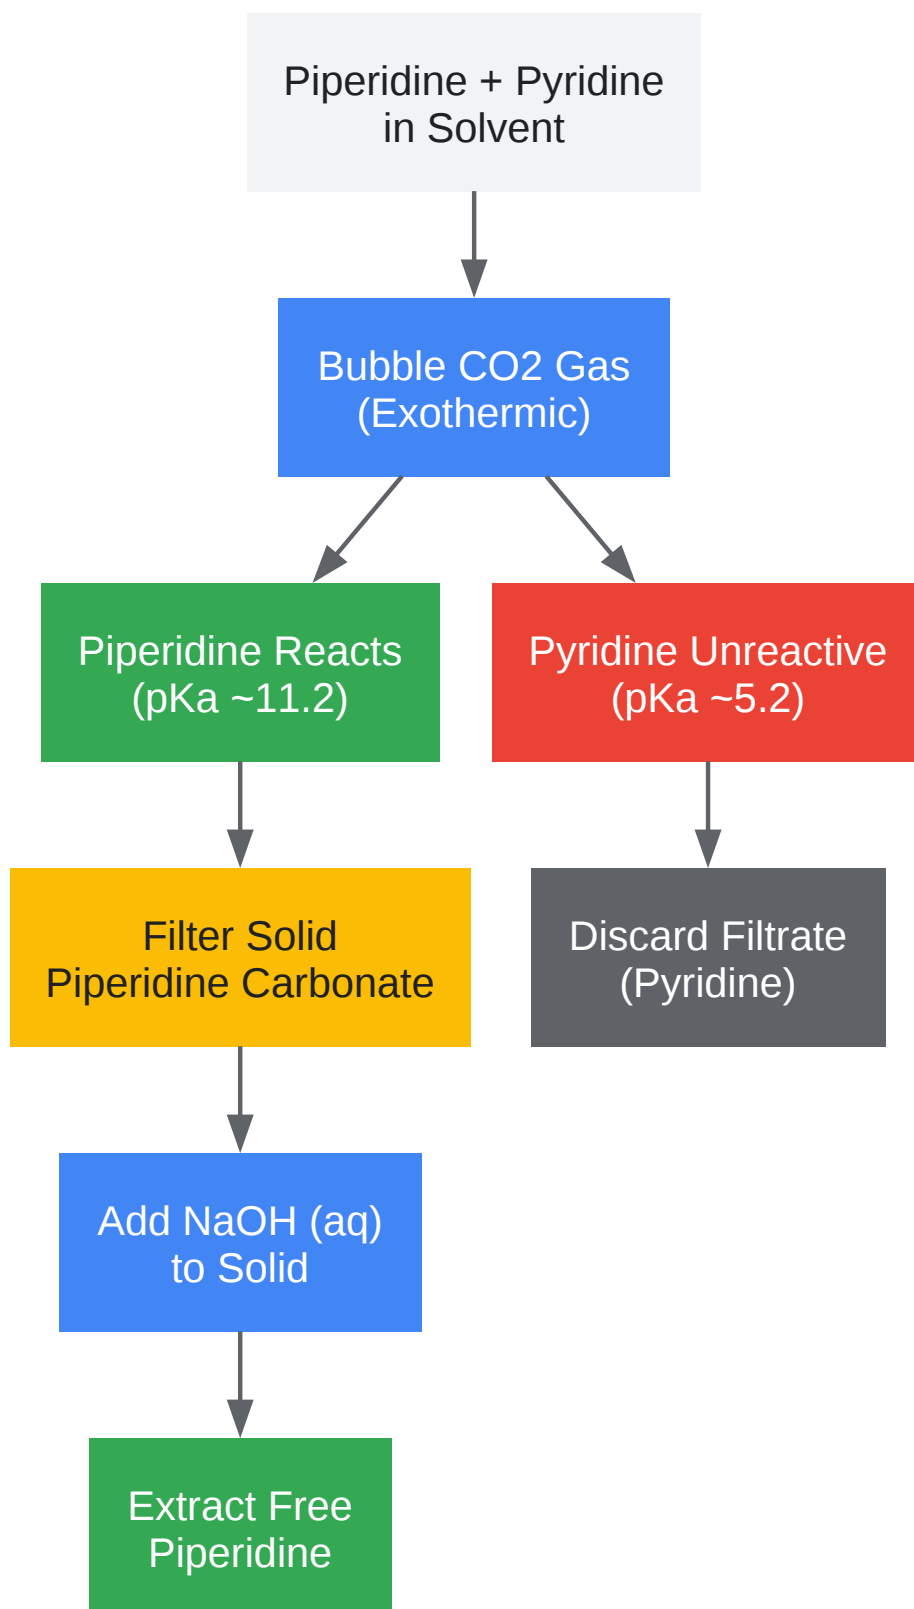 Piperidine + Pyridine
in Solvent
Bubble CO2 Gas
(Exothermic)
Piperidine Reacts
(pKa ~11.2)
Pyridine Unreactive
(pKa ~5.2)
Filter Solid
Piperidine Carbonate
Discard Filtrate
(Pyridine)
Add NaOH (aq)
to Solid
Extract Free
Piperidine